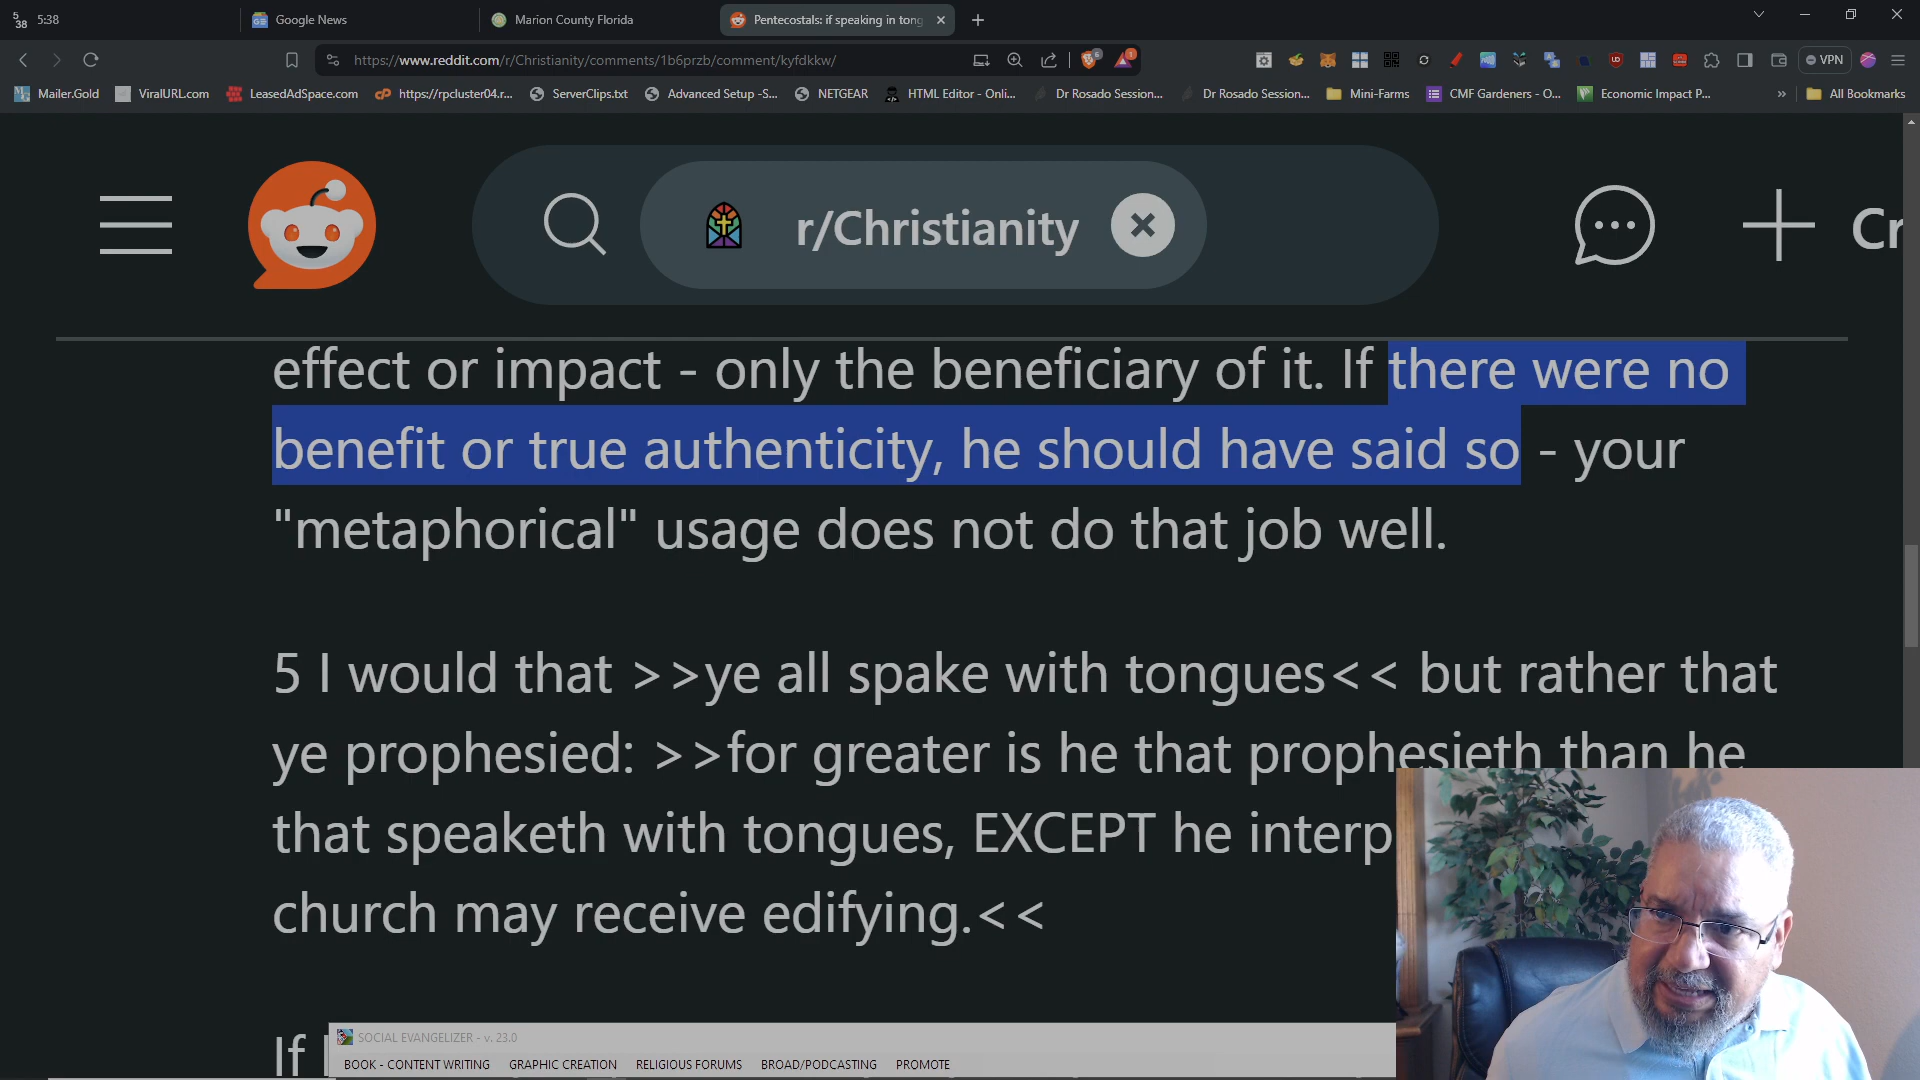 5
38
5:38
Google News
Marion County Florida
Pentecostals: if speaking in tong
https://www.reddit.com/r/Christianity/comments/1b6przb/comment/kyfdkkw/
6
1
VPN
Mailer.Gold
ViralURL.com
LeasedAdSpace.com
https://rpcluster04.r...
ServerClips.txt
Advanced Setup -S...
NETGEAR
HTML Editor - Onli...
Dr Rosado Session...
Dr Rosado Session...
Mini-Farms
CMF Gardeners - O...
Economic Impact P...
»
All Bookmarks
r/Christianity
Cr
effect or impact - only the beneficiary of it. If there were no
benefit or true authenticity, he should have said so - your
"metaphorical" usage does not do that job well.
5 I would that >>ye all spake with tongues<< but rather that
ye prophesied: >>for greater is he that prophesieth than he
that speaketh with tongues, EXCEPT he interp
church may receive edifying.<<
If
SOCIAL EVANGELIZER - v. 23.0
BOOK - CONTENT WRITING GRAPHIC CREATION RELIGIOUS FORUMS BROAD/PODCASTING PROMOTE